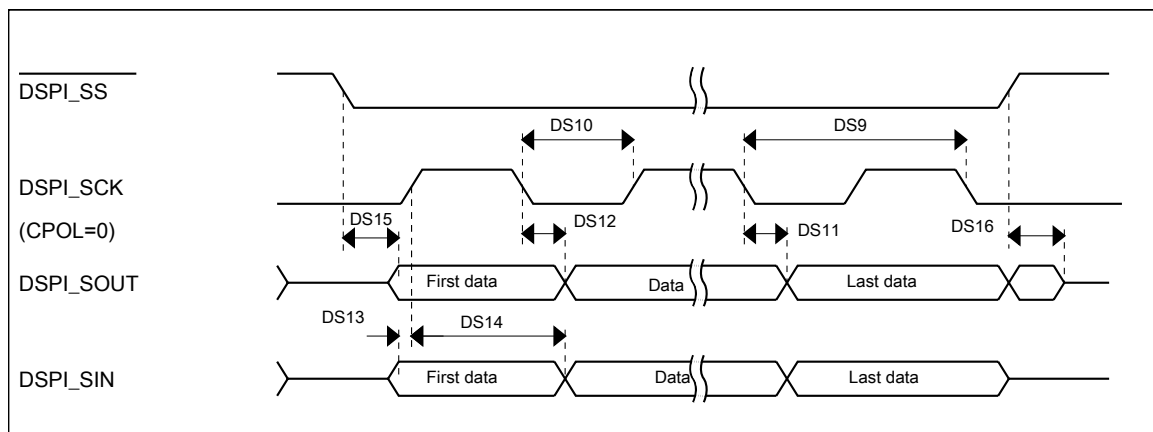 DSPI_SS
DS10
DS9
DSPI_SCK
(CPOL=0)
DS15
DS12
DS11
DS16
DSPI_SOUT
First data
Data
Last data
DS13
DS14
DSPI_SIN
First data
Data
Last data